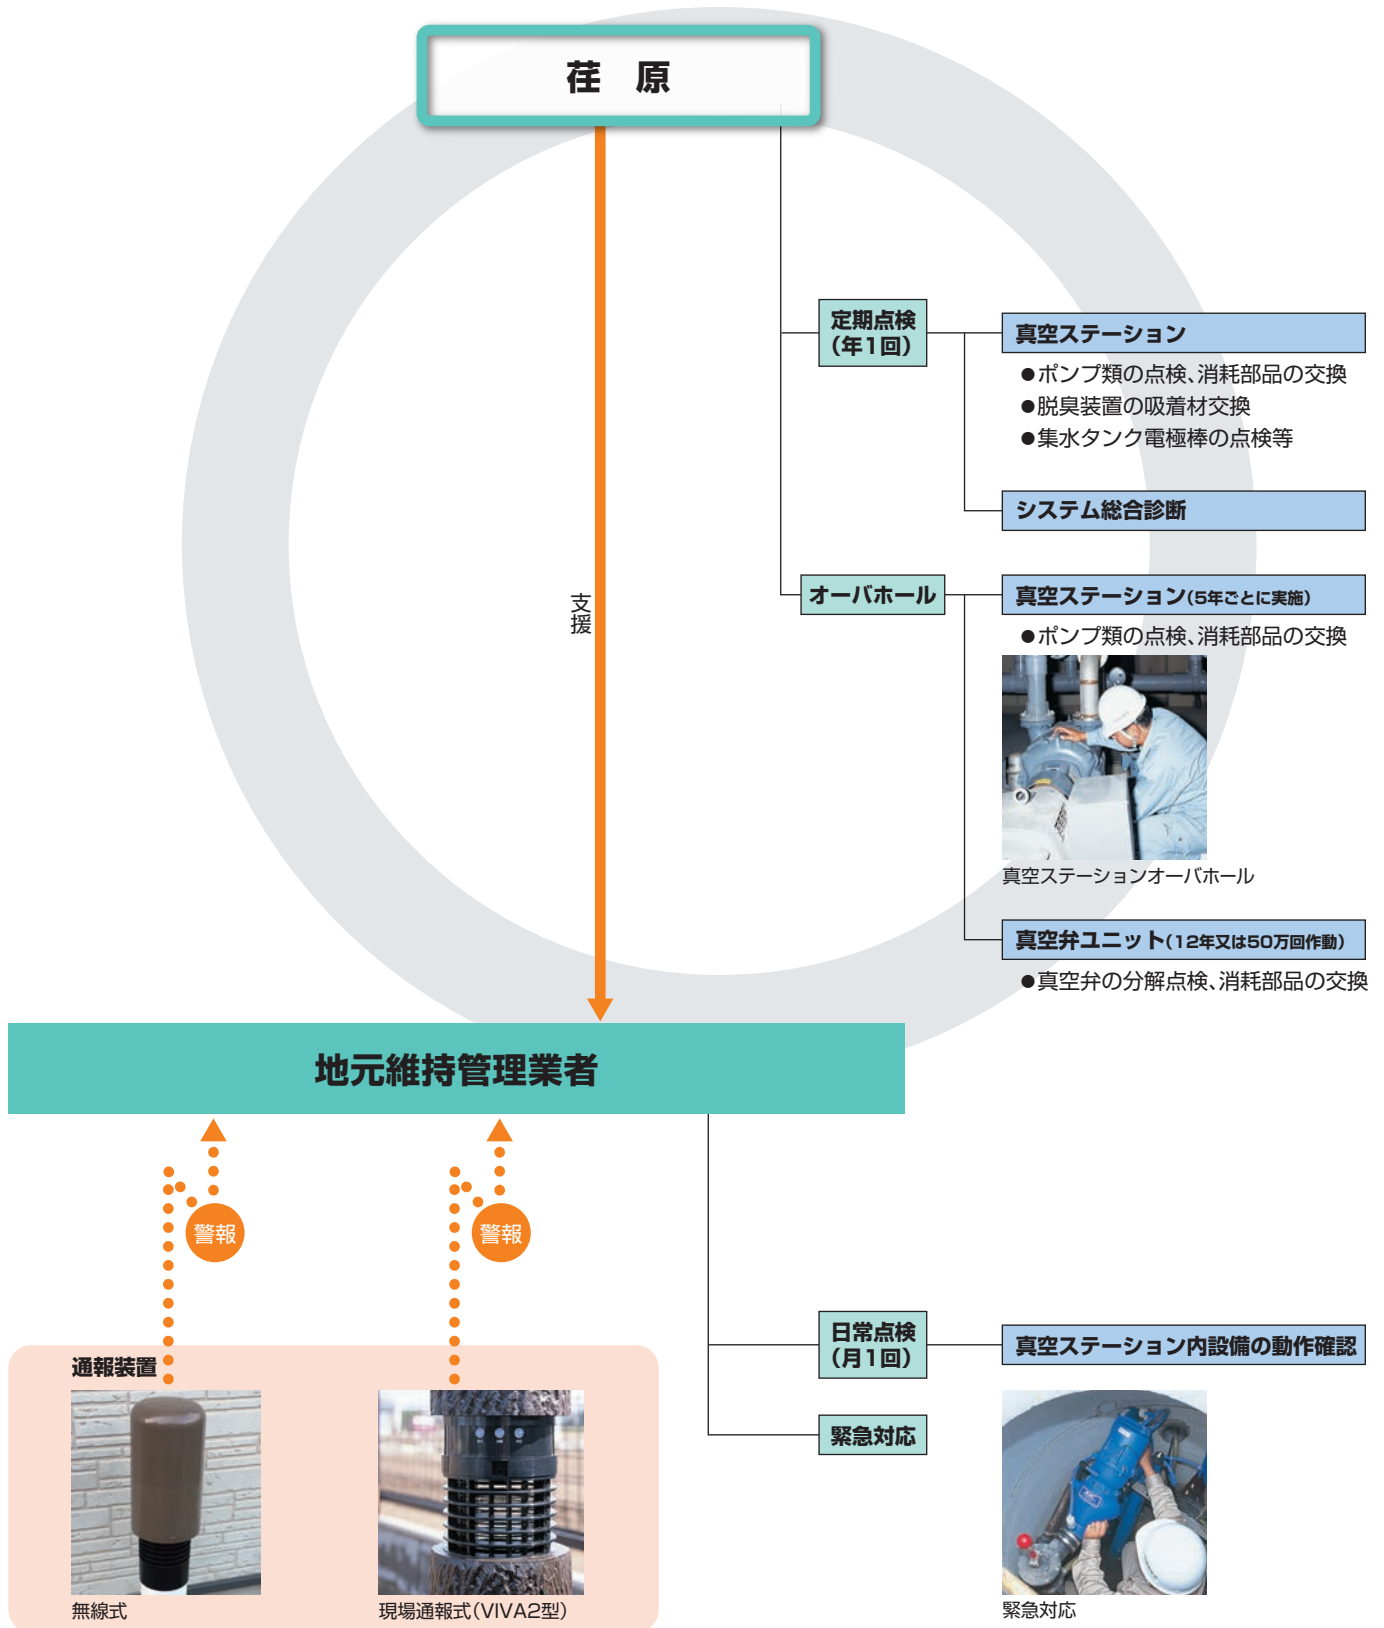 荏　原
支援
定期点検
（年1回）
真空ステーション
●ポンプ類の点検、消耗部品の交換
●脱臭装置の吸着材交換
●集水タンク電極棒の点検等
システム総合診断
オーバホール
真空ステーション（5年ごとに実施）
●ポンプ類の点検、消耗部品の交換
真空ステーションオーバホール
真空弁ユニット（12年又は50万回作動）
●真空弁の分解点検、消耗部品の交換
地元維持管理業者
警報
警報
通報装置
無線式
現場通報式（VIVA2型）
日常点検
（月1回）
真空ステーション内設備の動作確認
緊急対応
緊急対応